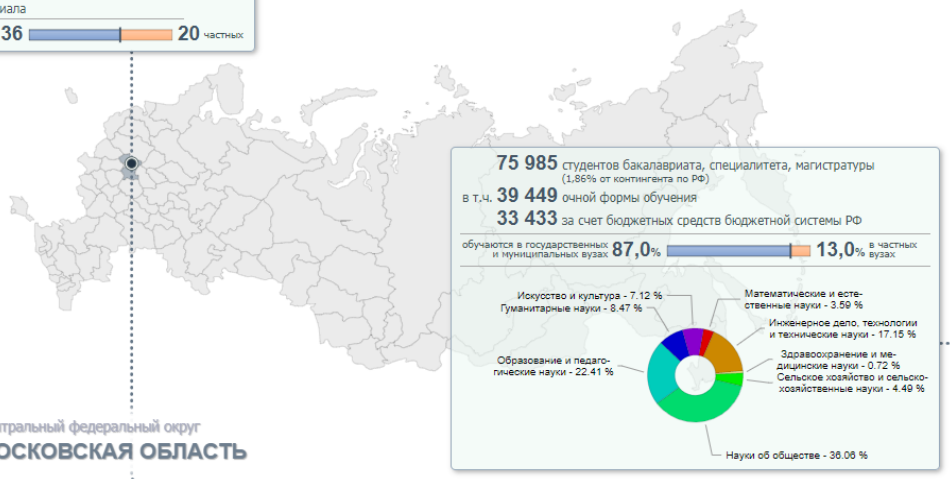 36 20 частных
75 985 студентов бакалавриата, специалитета, магистратуры
(1,86% от контингента по РФ)
в т.ч. 39 449 очной формы обучения
33 433 за счет бюджетных средств бюджетной системы РФ
обучаются в государственных
и муниципальных вузах 87,0% 13,0% в частных
вузах
Искусство и культура - 7.12 %
Гуманитарные науки - 8.47 %
Математические и есте-
ственные науки - 3.59 %
Инженерное дело, технологии
и технические науки - 17.15 %
Образование и педаго-
гические науки - 22.41 %
Здравоохранение и ме-
дицинские науки - 0.72 %
Сельское хозяйство и сельско-
хозяйственные науки - 4.49 %
Науки об обществе - 36.06 %
федеральный округ
ОБЛАСТЬ